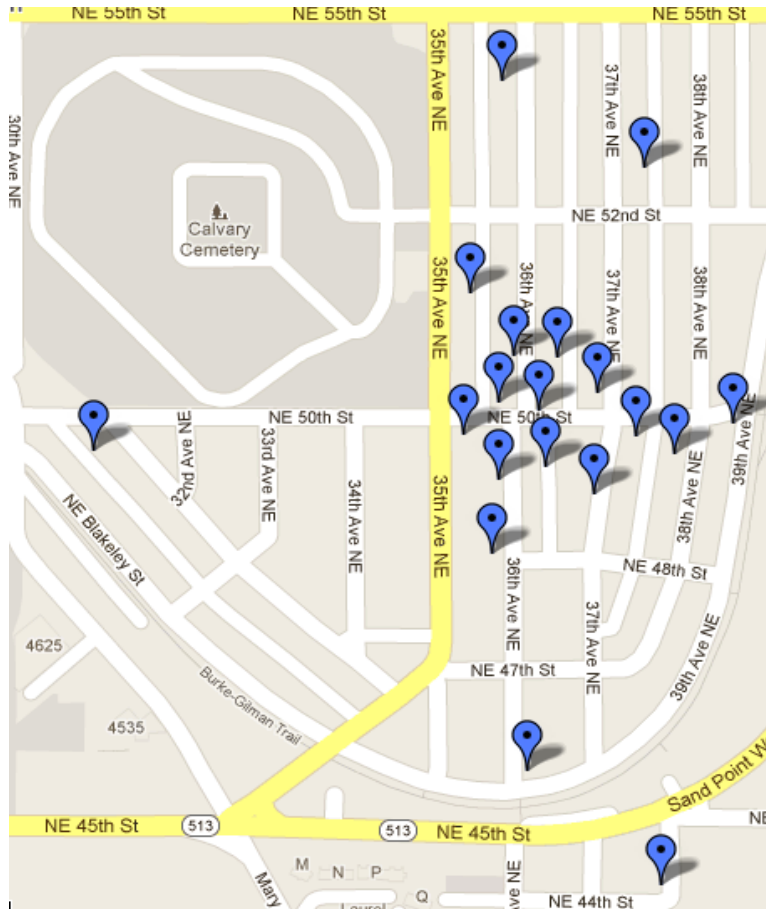 NE 55th St
NE 55th St
NE 55th St
35th Ave NE
37th Ave NE
38th Ave NE
30th Ave NE
NE 52nd St
Calvary
Cemetery
35th Ave NE
36th Ave NE
37th Ave NE
38th Ave NE
NE 50th St
NE 50th St
32nd Ave NE
33rd Ave NE
34th Ave NE
35th Ave NE
38th Ave NE
39th Ave NE
NE Blakeley St
36th Ave NE
NE 48th St
37th Ave NE
4625
NE 47th St
39th Ave NE
Burke-Gilman Trail
4535
Sand Point W
NE 45th St
513
513
NE 45th St
NE
Mary
M
N
P
Q
Laurel
Ave NE
NE 44th St